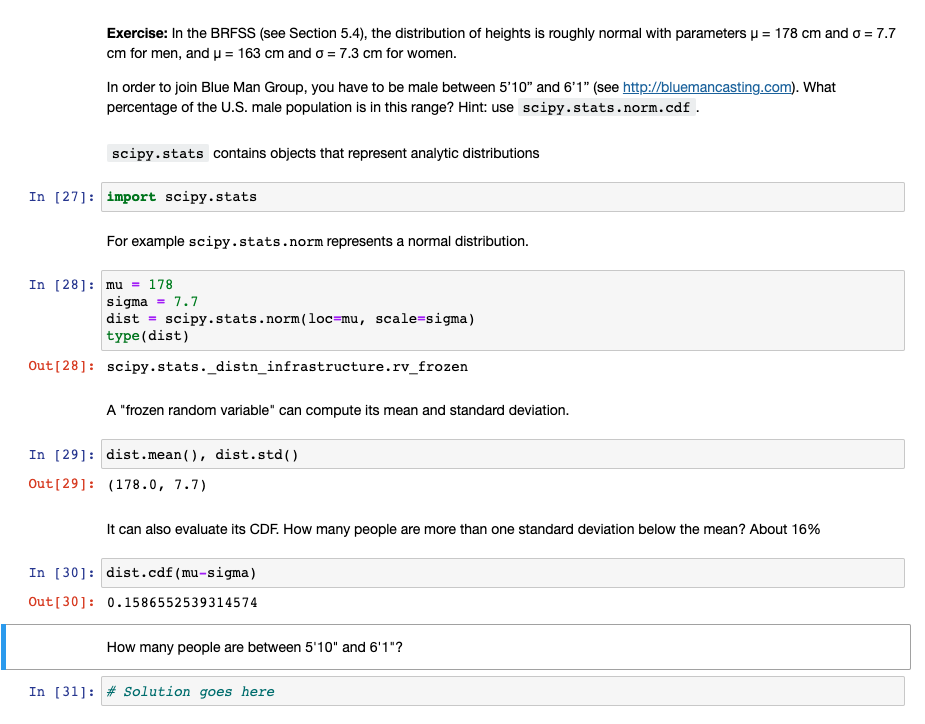 Exercise: In the BRFSS (see Section 5.4), the distribution of heights is roughly normal with parameters µ = 178 cm and σ = 7.7
cm for men, and µ = 163 cm and σ = 7.3 cm for women.
In order to join Blue Man Group, you have to be male between 5’10” and 6’1” (see http://bluemancasting.com). What
percentage of the U.S. male population is in this range? Hint: use scipy.stats.norm.cdf.
scipy.stats contains objects that represent analytic distributions
In [27]: import scipy.stats
For example scipy.stats.norm represents a normal distribution.
In [28]: mu = 178
sigma = 7.7
dist = scipy.stats.norm(loc=mu, scale=sigma)
type(dist)
Out[28]: scipy.stats._distn_infrastructure.rv_frozen
A "frozen random variable" can compute its mean and standard deviation.
In [29]: dist.mean(), dist.std()
Out[29]: (178.0, 7.7)
It can also evaluate its CDF. How many people are more than one standard deviation below the mean? About 16%
In [30]: dist.cdf(mu-sigma)
Out[30]: 0.1586552539314574
How many people are between 5'10" and 6'1"?
In [31]: # Solution goes here